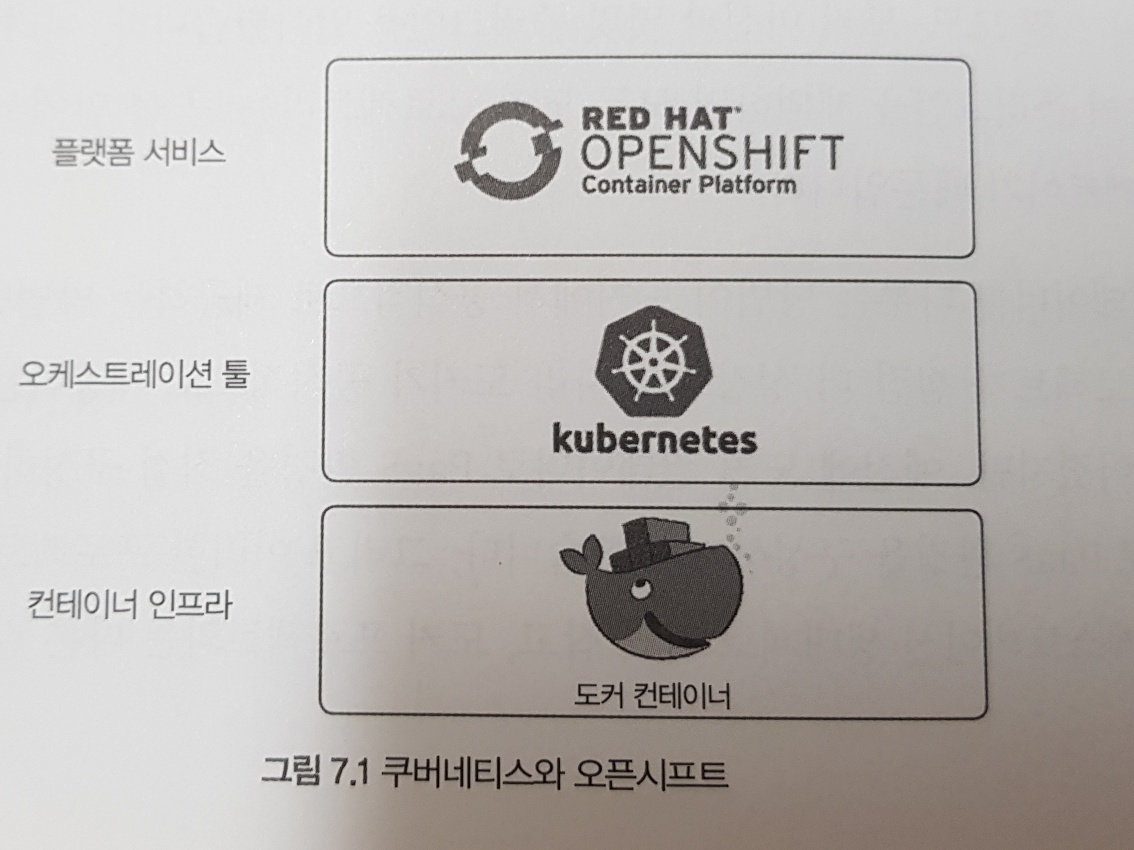 플랫폼 서비스
RED HAT®
OPENSHIFT
Container Platform
오케스트레이션 툴
kubernetes
컨테이너 인프라
도커 컨테이너
그림 7.1 쿠버네티스와 오픈시프트